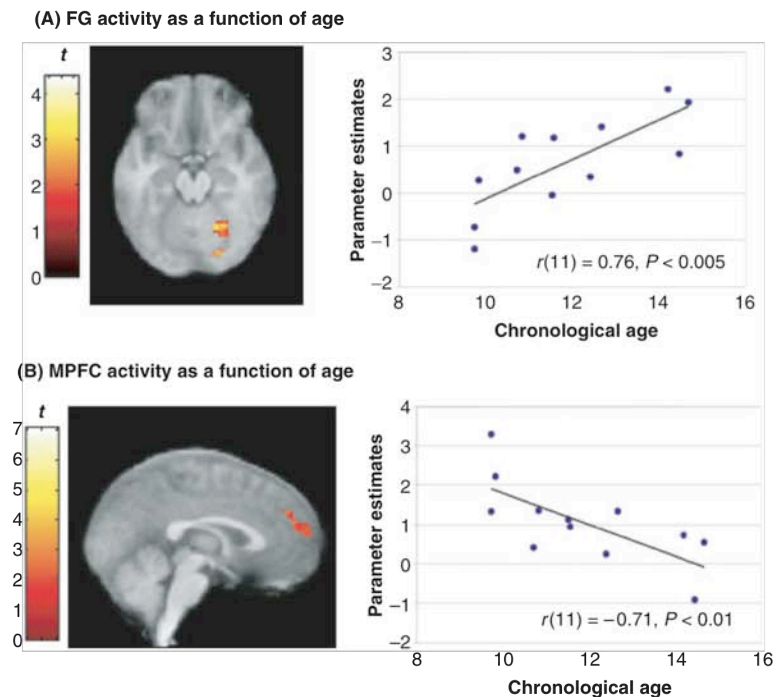 (A) FG activity as a function of age
t
4
3
2
1
0
Parameter estimates
3
2
1
0
−1
−2
r(11) = 0.76, P < 0.005
8 10 12 14 16
Chronological age
(B) MPFC activity as a function of age
t
7
6
5
4
3
2
1
0
Parameter estimates
4
3
2
1
0
−1
−2
r(11) = −0.71, P < 0.01
8 10 12 14 16
Chronological age